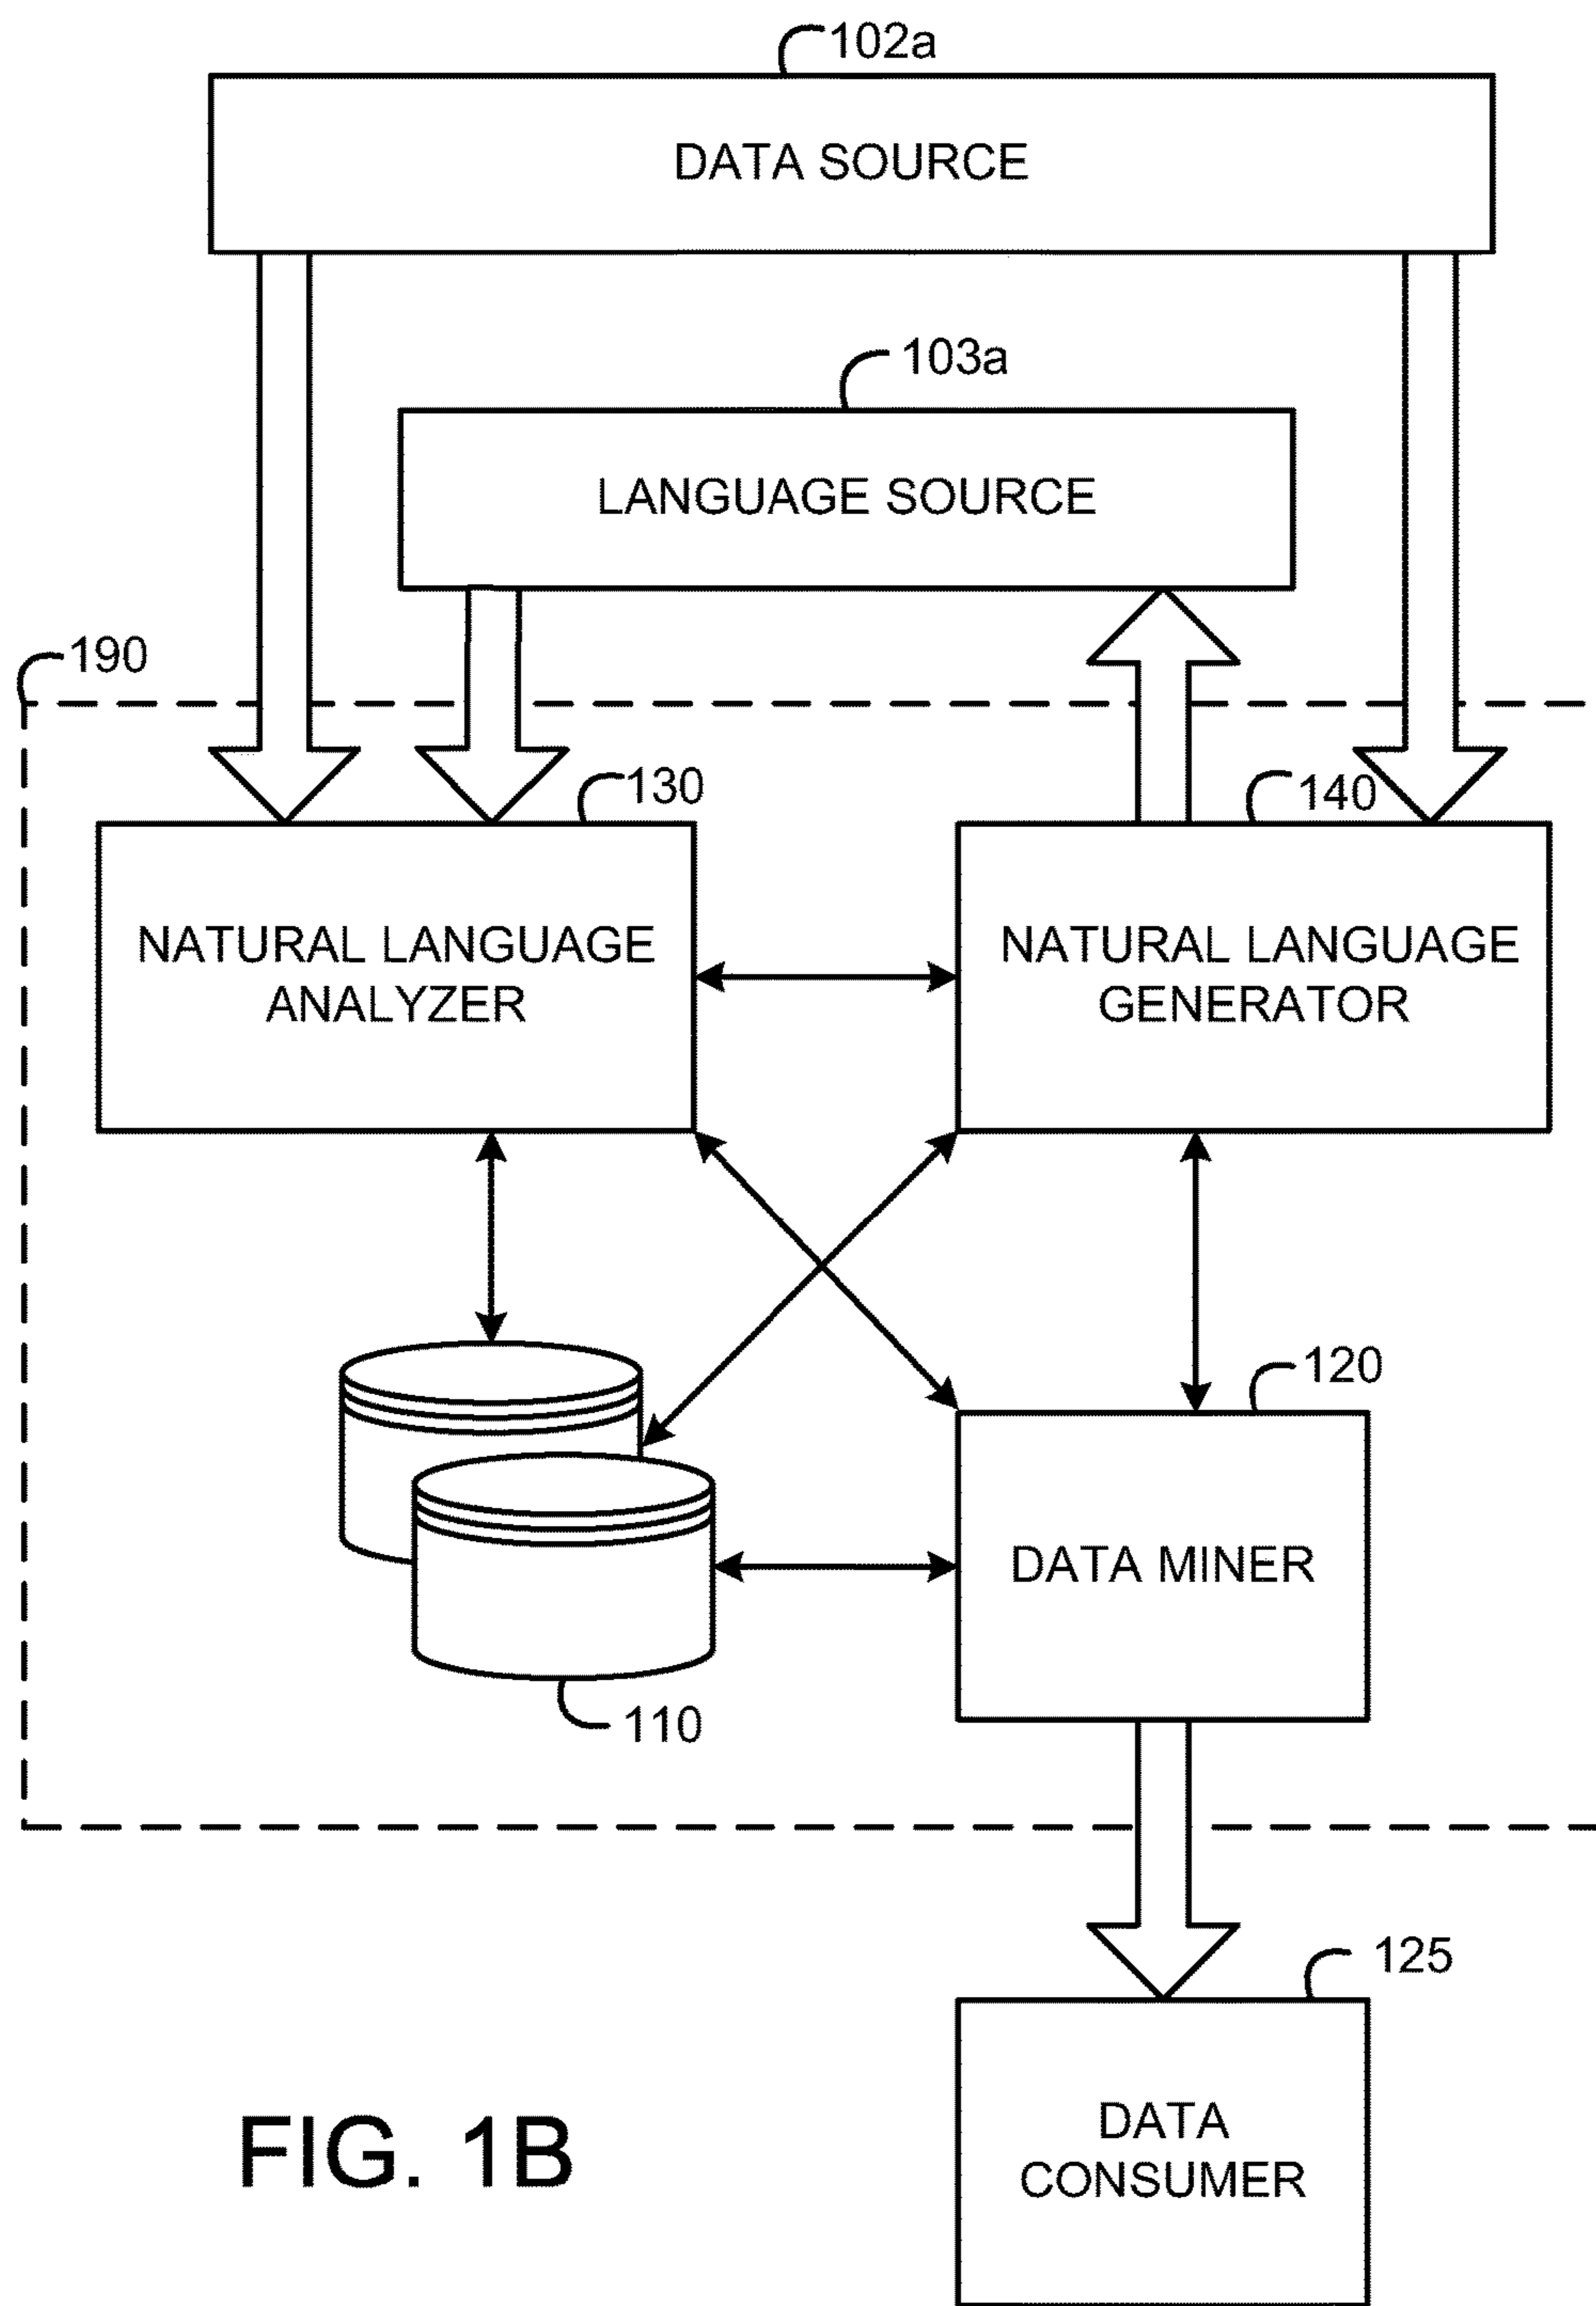 102a
DATA SOURCE
103a
LANGUAGE SOURCE
190
130
140
NATURAL LANGUAGE
ANALYZER
NATURAL LANGUAGE
GENERATOR
120
DATA MINER
110
125
DATA
CONSUMER
FIG. 1B